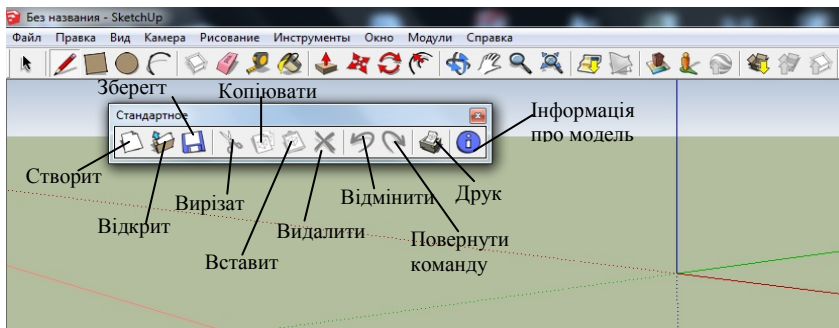 Без названия - SketchUp
Файл Правка Вид Камера Рисование Инструменты Окно Модули Справка
Зберегт
Копіювати
Стандартное
Інформація
про модель
Створит
Вирізат
Відмінити
Друк
Відкрит
Видалити
Повернути
команду
Вставит